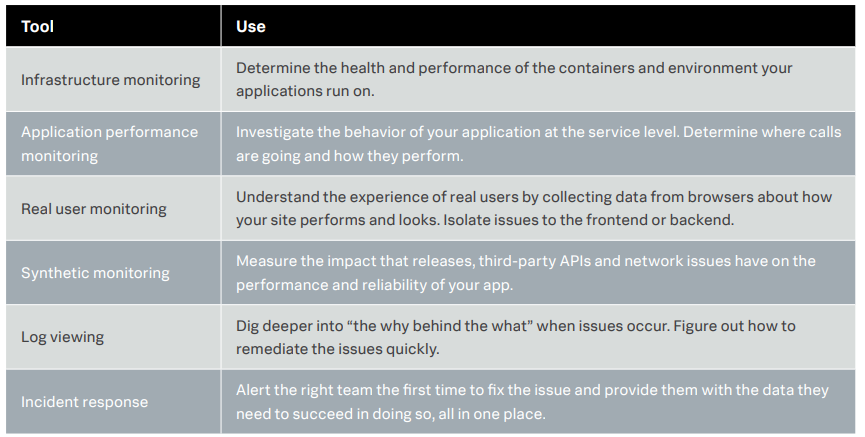 Tool
Use
Infrastructure monitoring
Determine the health and performance of the containers and environment your
applications run on.
Application performance
monitoring
Investigate the behavior of your application at the service level. Determine where calls
are going and how they perform.
Real user monitoring
Understand the experience of real users by collecting data from browsers about how
your site performs and looks. Isolate issues to the frontend or backend.
Synthetic monitoring
Measure the impact that releases, third-party APIs and network issues have on the
performance and reliability of your app.
Log viewing
Dig deeper into “the why behind the what” when issues occur. Figure out how to
remediate the issues quickly.
Incident response
Alert the right team the first time to fix the issue and provide them with the data they
need to succeed in doing so, all in one place.